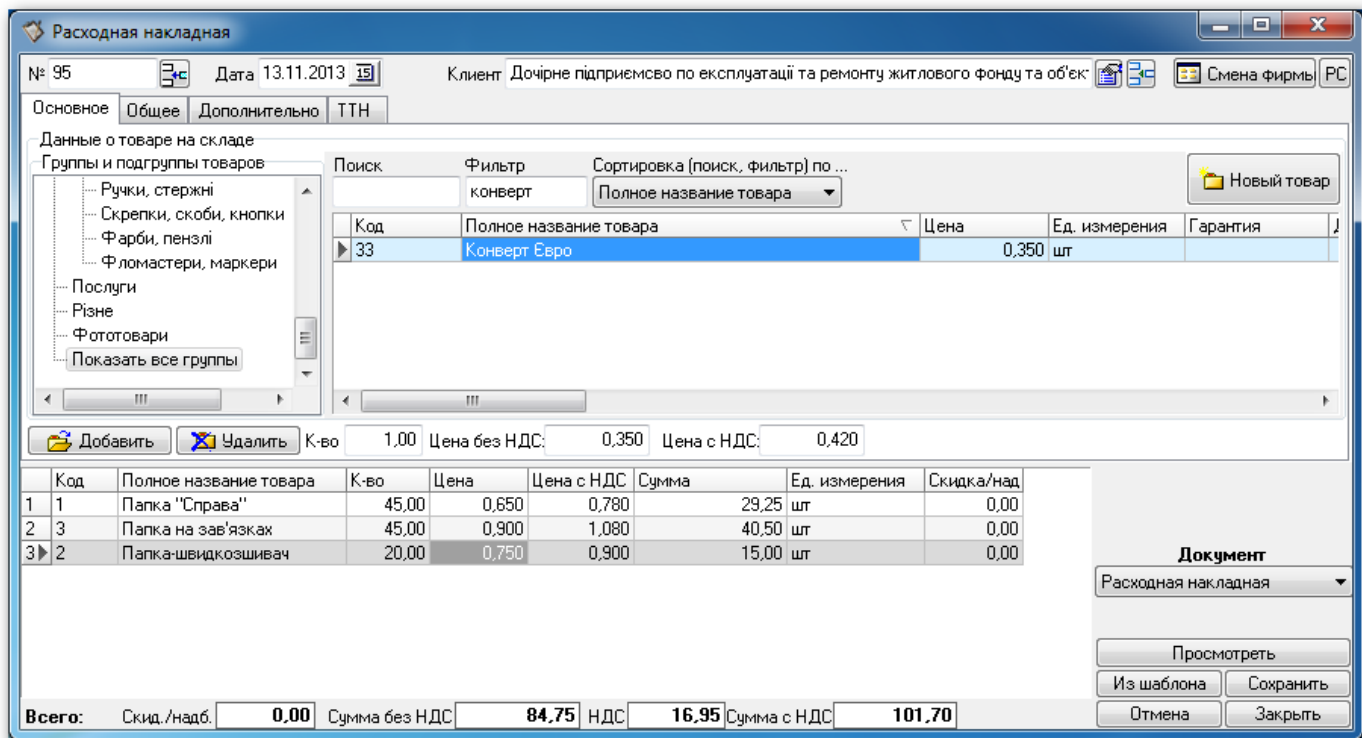 Расходная накладная
№ 95 Дата 13.11.2013 15 Клиент Дочірне підприємсво по експлуатації та ремонту житлового фонду та об'єк Смена фирмы РС
Основное Общее Дополнительно ТТН
Данные о товаре на складе
Группы и подгруппы товаров Поиск Фильтр Сортировка (поиск, фильтр) по ...
конверт Полное название товара Новый товар
Ручки, стержні
Скрепки, скоби, кнопки
Фарби, пензлі
Фломастери, маркери
Послуги
Різне
Фототовари
Показать все группы
Код Полное название товара Цена Ед. измерения Гарантия
33 Конверт Євро 0,350 шт
Добавить Удалить К-во 1,00 Цена без НДС: 0,350 Цена с НДС: 0,420
Код Полное название товара К-во Цена Цена с НДС Сумма Ед. измерения Скидка/над
1 1 Папка "Справа" 45,00 0,650 0,780 29,25 шт 0,00
2 3 Папка на зав'язках 45,00 0,900 1,080 40,50 шт 0,00
3 2 Папка-швидкозшивач 20,00 0,750 0,900 15,00 шт 0,00
Документ
Расходная накладная
Просмотреть
Из шаблона Сохранить
Отмена Закрыть
Всего: Скид./надб. 0,00 Сумма без НДС 84,75 НДС 16,95 Сумма с НДС 101,70